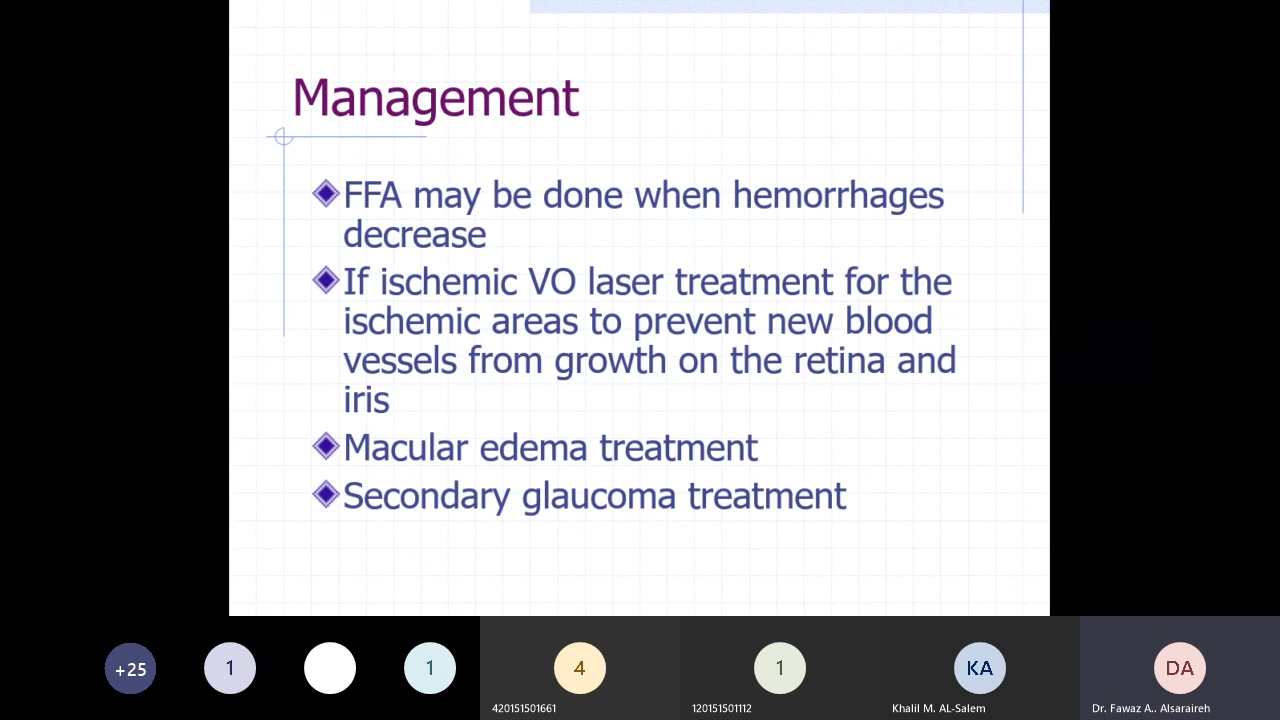 Management
FFA may be done when hemorrhages
decrease
If ischemic VO laser treatment for the
ischemic areas to prevent new blood
vessels from growth on the retina and
iris
Macular edema treatment
Secondary glaucoma treatment
+25
1
1
4
1
KA
DA
420151501661
120151501112
Khalil M. AL-Salem
Dr. Fawaz A.. Alsaraireh